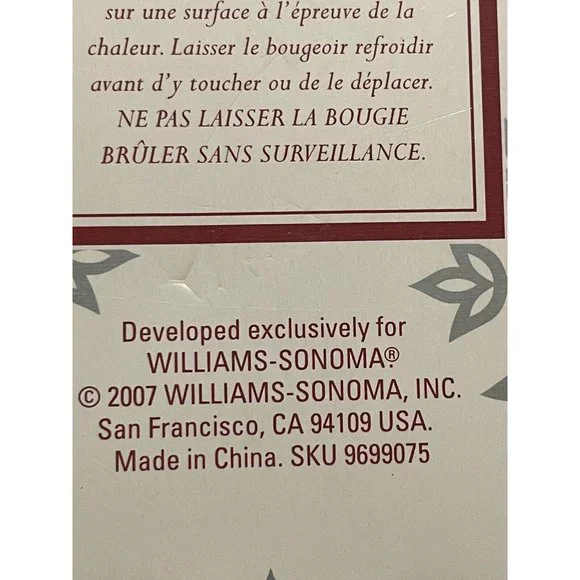 sur une surface à l'épreuve de la
chaleur. Laisser le bougeoir refroidir
avant d'y toucher ou de le déplacer.
NE PAS LAISSER LA BOUGIE
BRÛLER SANS SURVEILLANCE.
Developed exclusively for
WILLIAMS-SONOMA®
© 2007 WILLIAMS-SONOMA, INC.
San Francisco, CA 94109 USA.
Made in China. SKU 9699075